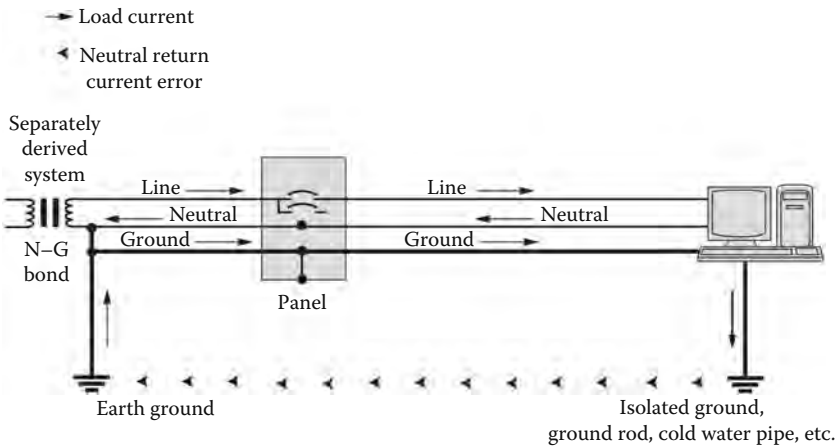 Load current
Neutral return
current error
Separately
derived
system
Line
Line
Neutral
Neutral
Ground
Ground
N–G
bond
Panel
Earth ground
Isolated ground,
ground rod, cold water pipe, etc.